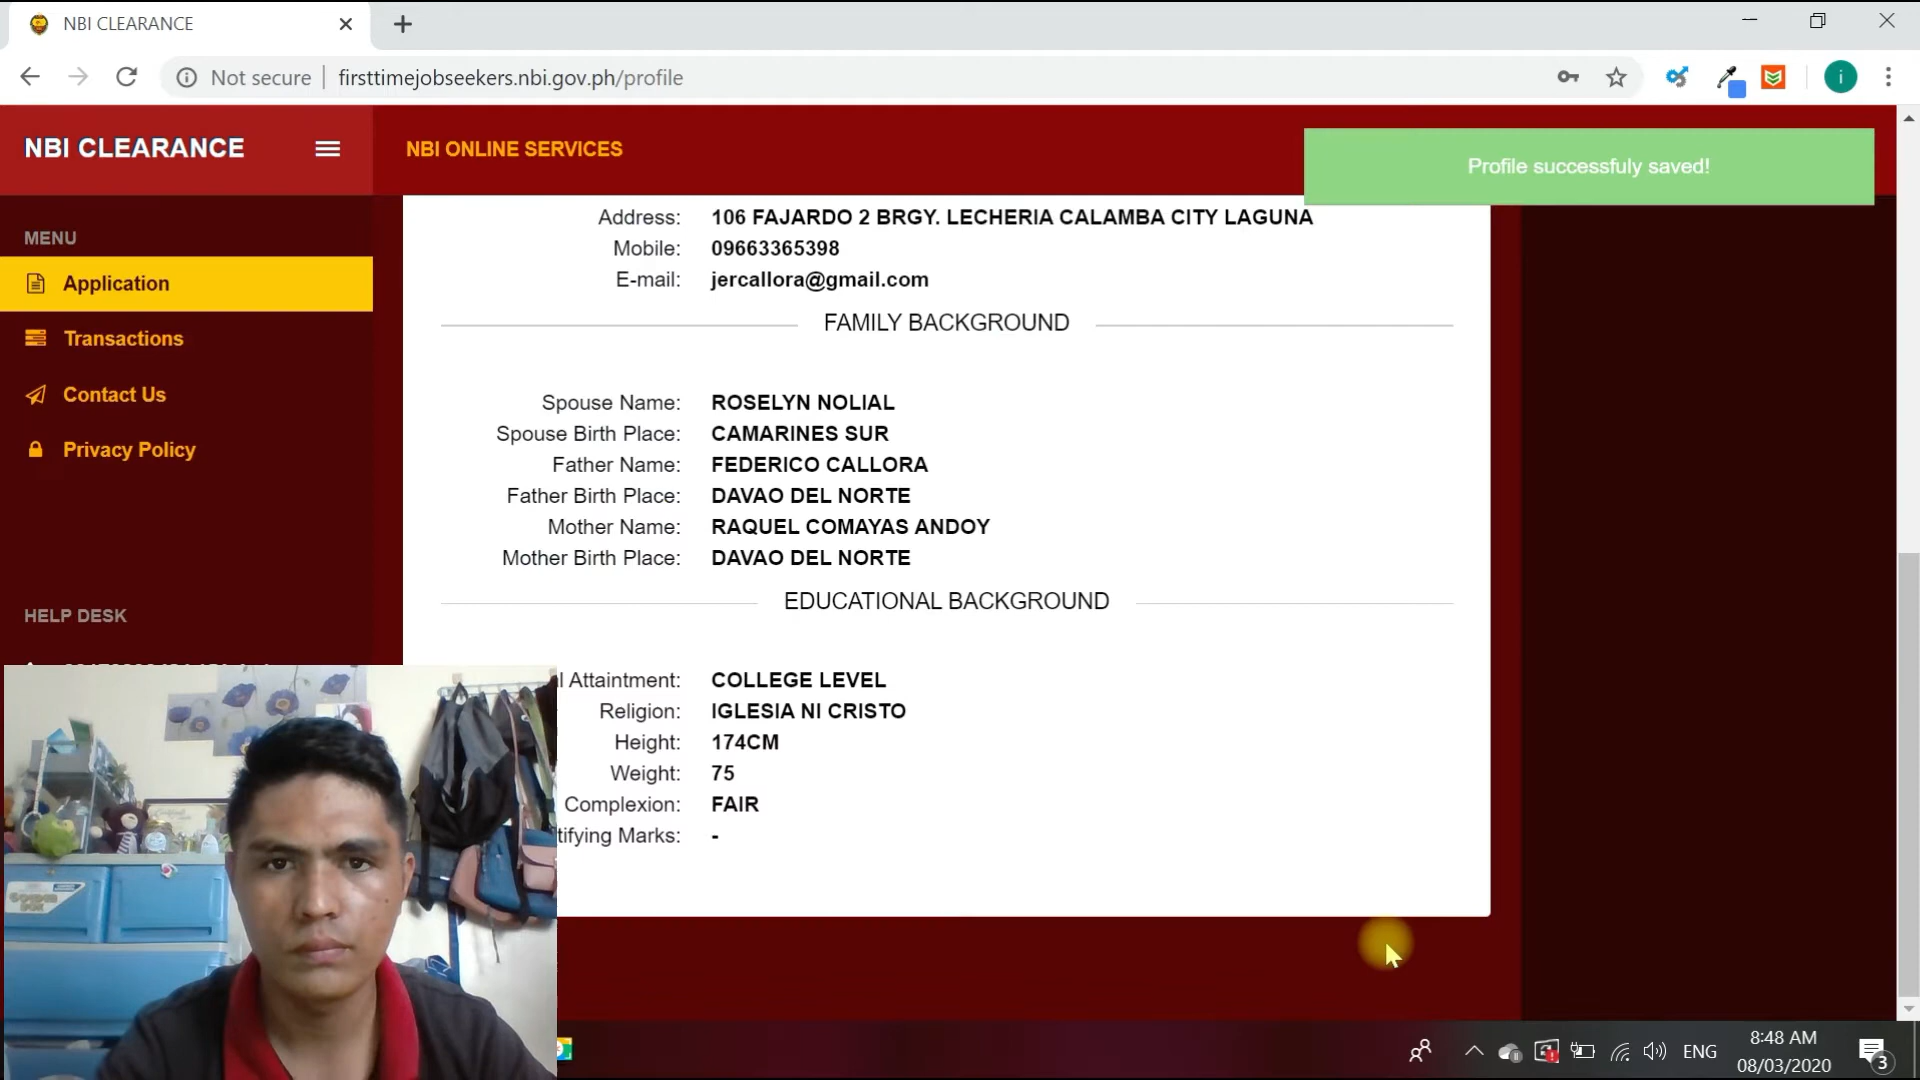 NBI CLEARANCE
Not secure
firsttimejobseekers.nbi.gov.ph/profile
i
NBI CLEARANCE
NBI ONLINE SERVICES
Profile successfuly saved!
MENU
Application
Transactions
Contact Us
Privacy Policy
HELP DESK
Address: 106 FAJARDO 2 BRGY. LECHERIA CALAMBA CITY LAGUNA
Mobile: 09663365398
E-mail: jercallora@gmail.com
FAMILY BACKGROUND
Spouse Name: ROSELYN NOLIAL
Spouse Birth Place: CAMARINES SUR
Father Name: FEDERICO CALLORA
Father Birth Place: DAVAO DEL NORTE
Mother Name: RAQUEL COMAYAS ANDOY
Mother Birth Place: DAVAO DEL NORTE
EDUCATIONAL BACKGROUND
l Attaintment: COLLEGE LEVEL
Religion: IGLESIA NI CRISTO
Height: 174CM
Weight: 75
Complexion: FAIR
tifying Marks: -
ENG
8:48 AM
08/03/2020
3